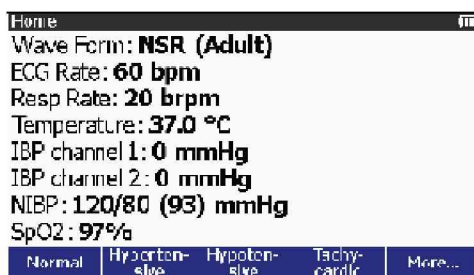 Home
Wave Form: NSR (Adult)
ECG Rate: 60 bpm
Resp Rate: 20 brpm
Temperature: 37.0 °C
IBP channel 1: 0 mmHg
IBP channel 2: 0 mmHg
NIBP: 120/80 (93) mmHg
SpO2: 97%
Normal Hyperten-sive Hypoten-sive Tachy-cardic More...